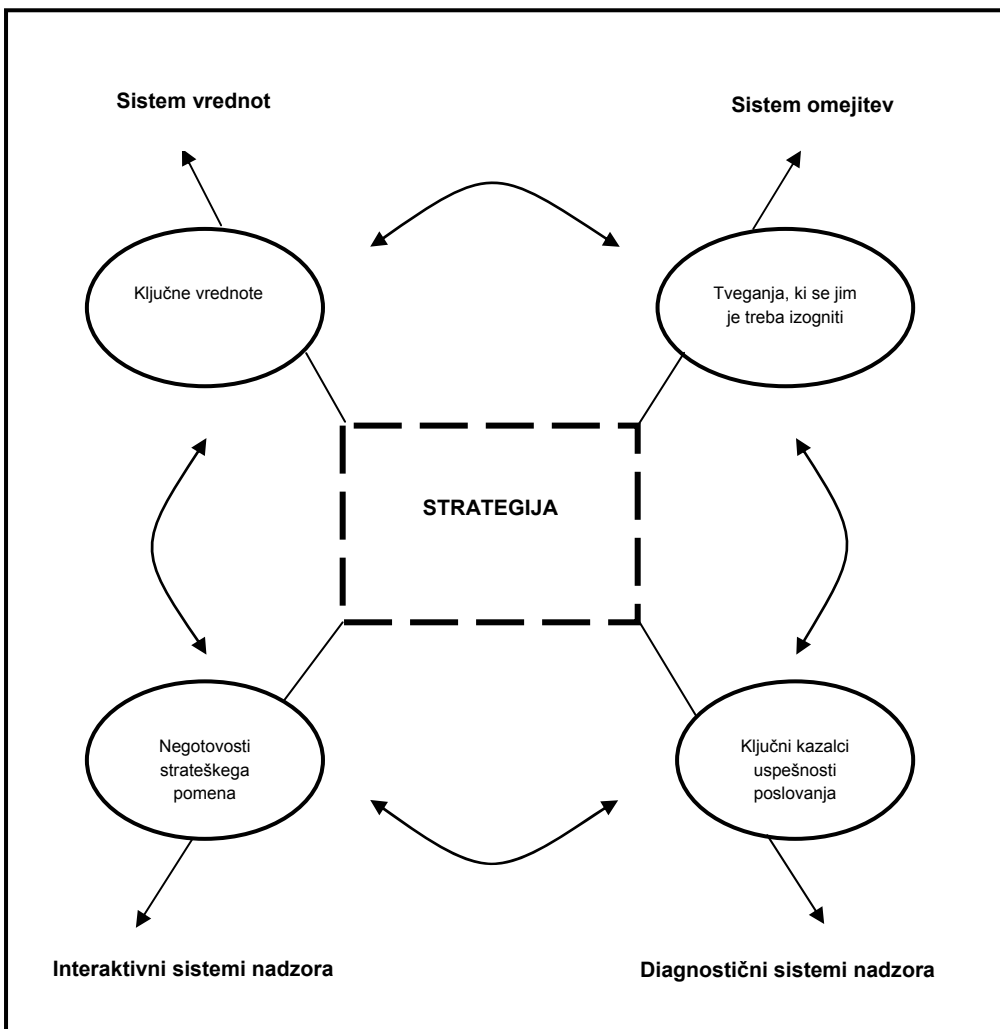 Sistem vrednot
Sistem omejitev
Ključne vrednote
Tveganja, ki se jim
je treba izogniti
STRATEGIJA
Negotovosti
strateškega
pomena
Ključni kazalci
uspešnosti
poslovanja
Interaktivni sistemi nadzora
Diagnostični sistemi nadzora